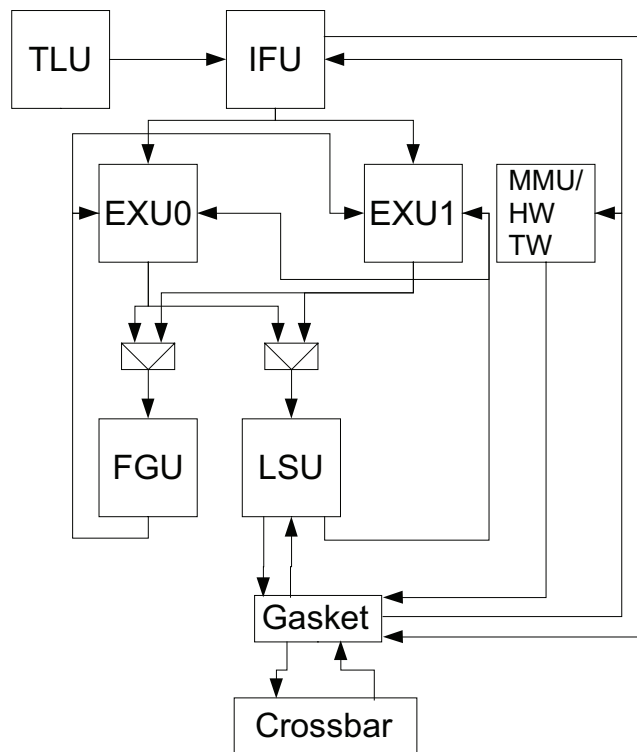 TLU
IFU
EXU0
EXU1
MMU/
HW
TW
FGU
LSU
Gasket
Crossbar